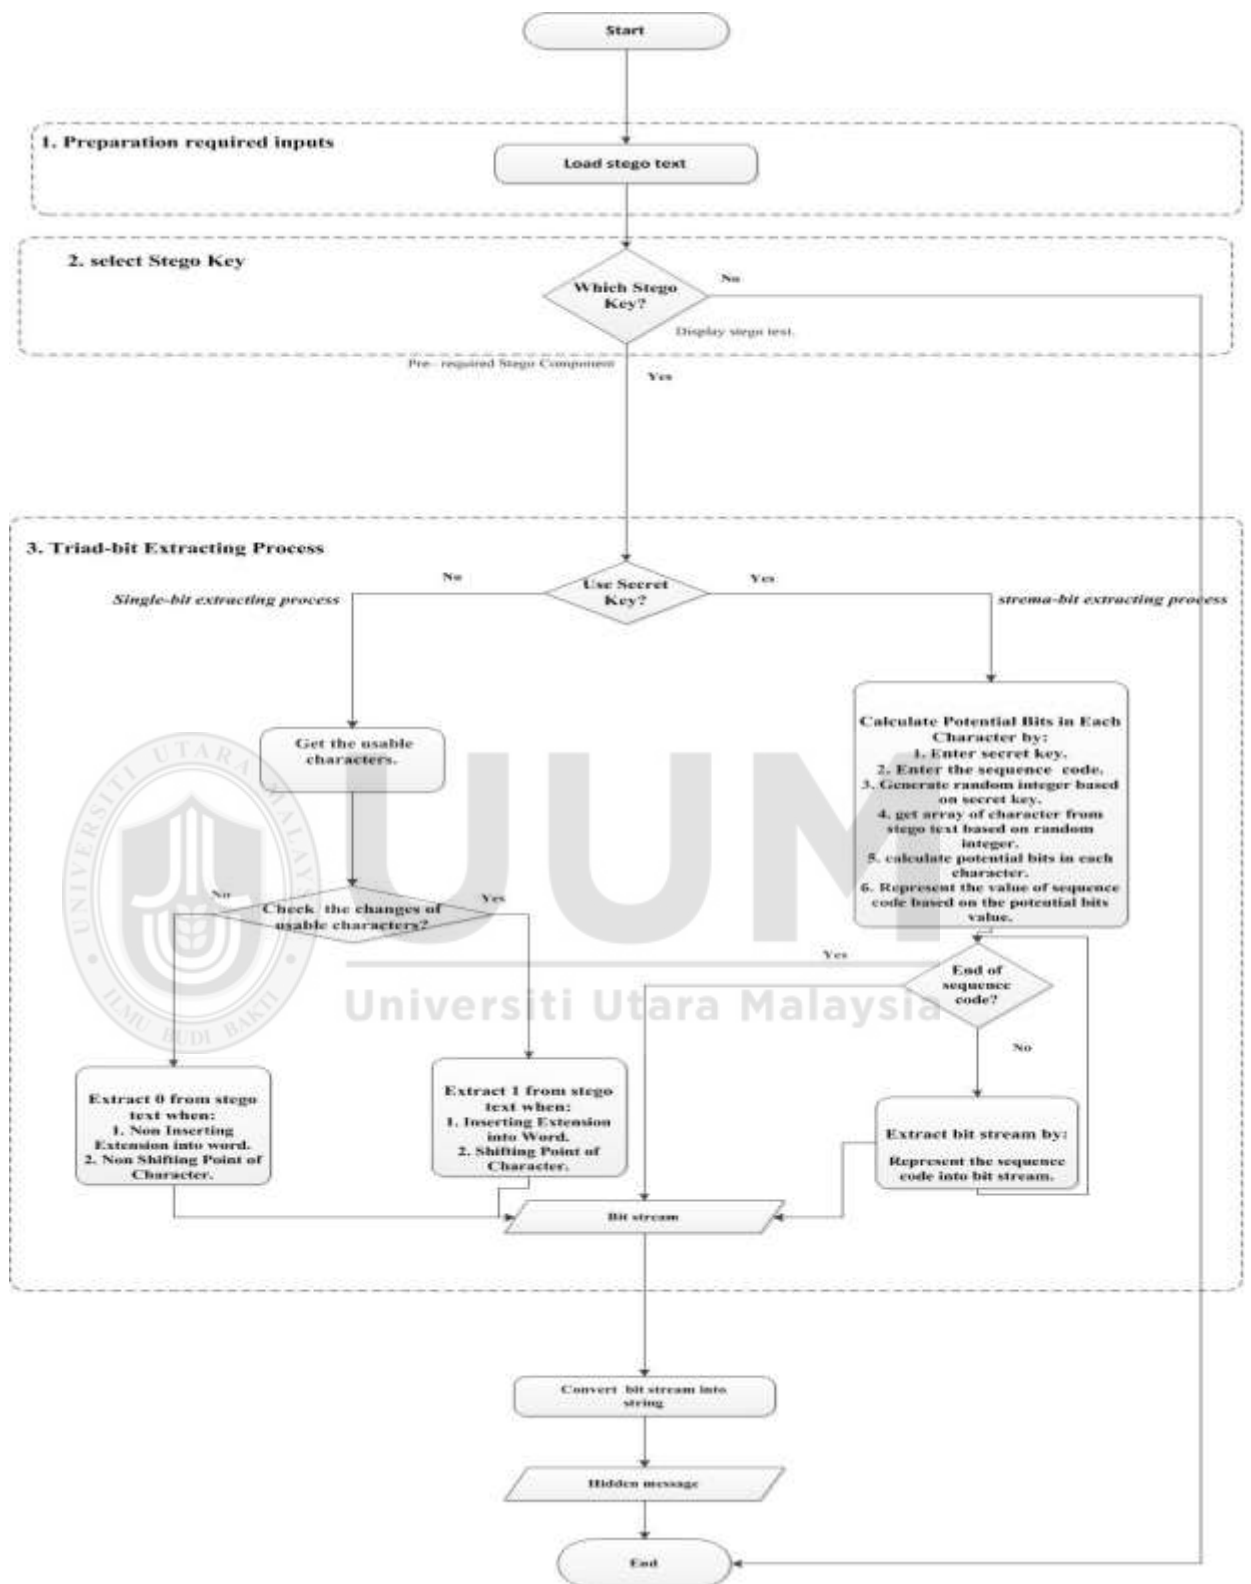 Start
1. Preparation required inputs
Load stego text
2. select Stego Key
No
Which Stego
Key?
Display stego text.
Pre- required Stego Component
Yes
3. Triad-bit Extracting Process
No
Use Secret
Key?
Yes
Single-bit extracting process
strema-bit extracting process
Get the usable
characters.
Calculate Potential Bits in Each
Character by:
1. Enter secret key.
2. Enter the sequence code.
3. Generate random integer based
on secret key.
4. get array of character from
stego text based on random
integer.
5. calculate potential bits in each
character.
6. Represent the value of sequence
code based on the potential bits
value.
No
Check the changes of
usable characters?
Yes
Yes
End of
sequence
code?
No
Extract 0 from stego
text when:
1. Non Inserting
Extension into word.
2. Non Shifting Point of
Character.
Extract 1 from stego
text when:
1. Inserting Extension
into Word.
2. Shifting Point of
Character.
Extract bit stream by:
Represent the sequence
code into bit stream.
Bit stream
Convert bit stream into
string
Hidden message
End
UNIVERSITI UTARA MALAYSIA
ILMU BUDI BAKTI
UUM
Universiti Utara Malaysia